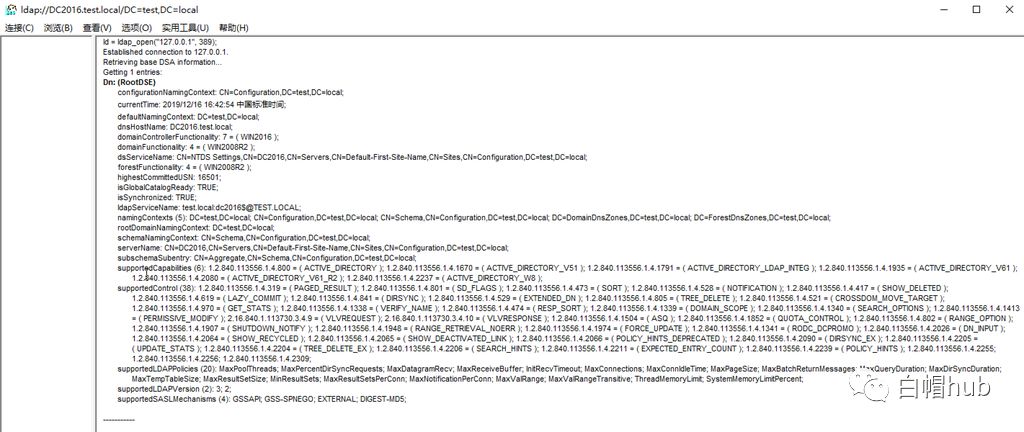 ldap://DC2016.test.local/DC=test,DC=local
连接(C) 浏览(B) 查看(V) 选项(O) 实用工具(U) 帮助(H)
ld = ldap_open("127.0.0.1", 389);
Established connection to 127.0.0.1.
Retrieving base DSA information...
Getting 1 entries:
Dn: (RootDSE)
configurationNamingContext: CN=Configuration,DC=test,DC=local;
currentTime: 2019/12/16 16:42:54 中国标准时间;
defaultNamingContext: DC=test,DC=local;
dnsHostName: DC2016.test.local;
domainControllerFunctionality: 7 = ( WIN2016 );
domainFunctionality: 4 = ( WIN2008R2 );
dsServiceName: CN=NTDS Settings,CN=DC2016,CN=Servers,CN=Default-First-Site-Name,CN=Sites,CN=Configuration,DC=test,DC=local;
forestFunctionality: 4 = ( WIN2008R2 );
highestCommittedUSN: 16501;
isGlobalCatalogReady: TRUE;
isSynchronized: TRUE;
ldapServiceName: test.local:dc2016$@TEST.LOCAL;
namingContexts (5): DC=test,DC=local; CN=Configuration,DC=test,DC=local; CN=Schema,CN=Configuration,DC=test,DC=local; DC=DomainDnsZones,DC=test,DC=local; DC=ForestDnsZones,DC=test,DC=local;
rootDomainNamingContext: DC=test,DC=local;
schemaNamingContext: CN=Schema,CN=Configuration,DC=test,DC=local;
serverName: CN=DC2016,CN=Servers,CN=Default-First-Site-Name,CN=Sites,CN=Configuration,DC=test,DC=local;
subschemaSubentry: CN=Aggregate,CN=Schema,CN=Configuration,DC=test,DC=local;
supportedCapabilities (6): 1.2.840.113556.1.4.800 = ( ACTIVE_DIRECTORY ); 1.2.840.113556.1.4.1670 = ( ACTIVE_DIRECTORY_V51 ); 1.2.840.113556.1.4.1791 = ( ACTIVE_DIRECTORY_LDAP_INTEG ); 1.2.840.113556.1.4.1935 = ( ACTIVE_DIRECTORY_V61 );
1.2.840.113556.1.4.2080 = ( ACTIVE_DIRECTORY_V61_R2 ); 1.2.840.113556.1.4.2237 = ( ACTIVE_DIRECTORY_W8 );
supportedControl (38): 1.2.840.113556.1.4.319 = ( PAGED_RESULT ); 1.2.840.113556.1.4.801 = ( SD_FLAGS ); 1.2.840.113556.1.4.473 = ( SORT ); 1.2.840.113556.1.4.528 = ( NOTIFICATION ); 1.2.840.113556.1.4.417 = ( SHOW_DELETED );
1.2.840.113556.1.4.619 = ( LAZY_COMMIT ); 1.2.840.113556.1.4.841 = ( DIRSYNC ); 1.2.840.113556.1.4.529 = ( EXTENDED_DN ); 1.2.840.113556.1.4.805 = ( TREE_DELETE ); 1.2.840.113556.1.4.521 = ( CROSSDOM_MOVE_TARGET );
1.2.840.113556.1.4.970 = ( GET_STATS ); 1.2.840.113556.1.4.1338 = ( VERIFY_NAME ); 1.2.840.113556.1.4.474 = ( RESP_SORT ); 1.2.840.113556.1.4.1339 = ( DOMAIN_SCOPE ); 1.2.840.113556.1.4.1340 = ( SEARCH_OPTIONS ); 1.2.840.113556.1.4.1413
= ( PERMISSIVE_MODIFY ); 2.16.840.1.113730.3.4.9 = ( VLVREQUEST ); 2.16.840.1.113730.3.4.10 = ( VLVRESPONSE ); 1.2.840.113556.1.4.1504 = ( ASQ ); 1.2.840.113556.1.4.1852 = ( QUOTA_CONTROL ); 1.2.840.113556.1.4.802 = ( RANGE_OPTION );
1.2.840.113556.1.4.1907 = ( SHUTDOWN_NOTIFY ); 1.2.840.113556.1.4.1948 = ( RANGE_RETRIEVAL_NOERR ); 1.2.840.113556.1.4.1974 = ( FORCE_UPDATE ); 1.2.840.113556.1.4.1341 = ( RODC_DCPROMO ); 1.2.840.113556.1.4.2026 = ( DN_INPUT );
1.2.840.113556.1.4.2064 = ( SHOW_RECYCLED ); 1.2.840.113556.1.4.2065 = ( SHOW_DEACTIVATED_LINK ); 1.2.840.113556.1.4.2066 = ( POLICY_HINTS_DEPRECATED ); 1.2.840.113556.1.4.2090 = ( DIRSYNC_EX ); 1.2.840.113556.1.4.2205 =
( UPDATE_STATS ); 1.2.840.113556.1.4.2204 = ( TREE_DELETE_EX ); 1.2.840.113556.1.4.2206 = ( SEARCH_HINTS ); 1.2.840.113556.1.4.2211 = ( EXPECTED_ENTRY_COUNT ); 1.2.840.113556.1.4.2239 = ( POLICY_HINTS ); 1.2.840.113556.1.4.2255;
1.2.840.113556.1.4.2256; 1.2.840.113556.1.4.2309;
supportedLDAPPolicies (20): MaxPoolThreads; MaxPercentDirSyncRequests; MaxDatagramRecv; MaxReceiveBuffer; InitRecvTimeout; MaxConnections; MaxConnIdleTime; MaxPageSize; MaxBatchReturnMessages; MaxQueryDuration; MaxDirSyncDuration;
MaxTempTableSize; MaxResultSetSize; MinResultSets; MaxResultSetsPerConn; MaxNotificationPerConn; MaxValRange; MaxValRangeTransitive; ThreadMemoryLimit; SystemMemoryLimitPercent;
supportedLDAPVersion (2): 3; 2;
supportedSASLMechanisms (4): GSSAPI; GSS-SPNEGO; EXTERNAL; DIGEST-MD5;
-----------
白帽hub